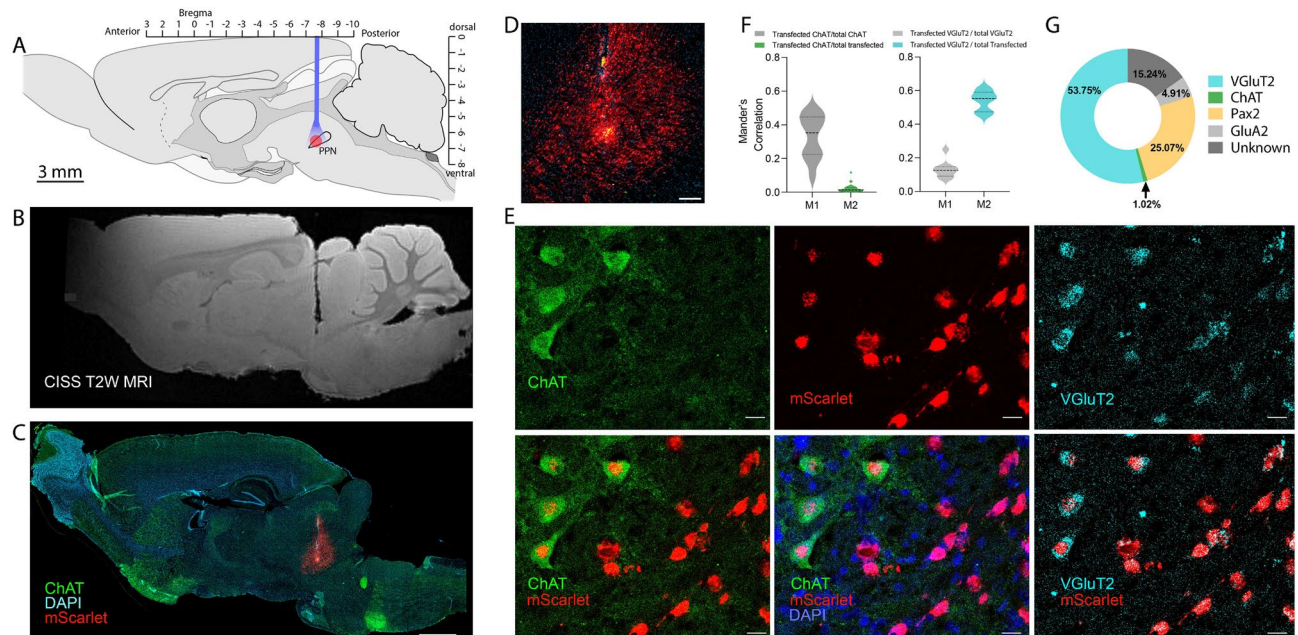 A
Bregma
Anterior
3 2 1 0 -1 -2 -3 -4 -5 -6 -7 -8 -9 -10
Posterior
dorsal
0
-1
-2
-3
-4
-5
-6
-7
-8
ventral
PPN
3 mm
B
CISS T2W MRI
C
ChAT
DAPI
mScarlet
D
F
Transfected ChAT/total ChAT
Transfected ChAT/total transfected
Transfected VGluT2 / total VGluT2
Transfected VGluT2 / total Transfected
Mander's
Correlation
0.8
0.6
0.4
0.2
0.0
M1 M2
0.8
0.6
0.4
0.2
0.0
M1 M2
G
53.75%
15.24%
4.91%
25.07%
1.02%
VGluT2
ChAT
Pax2
GluA2
Unknown
E
ChAT
mScarlet
VGluT2
ChAT
mScarlet
ChAT
mScarlet
DAPI
VGluT2
mScarlet